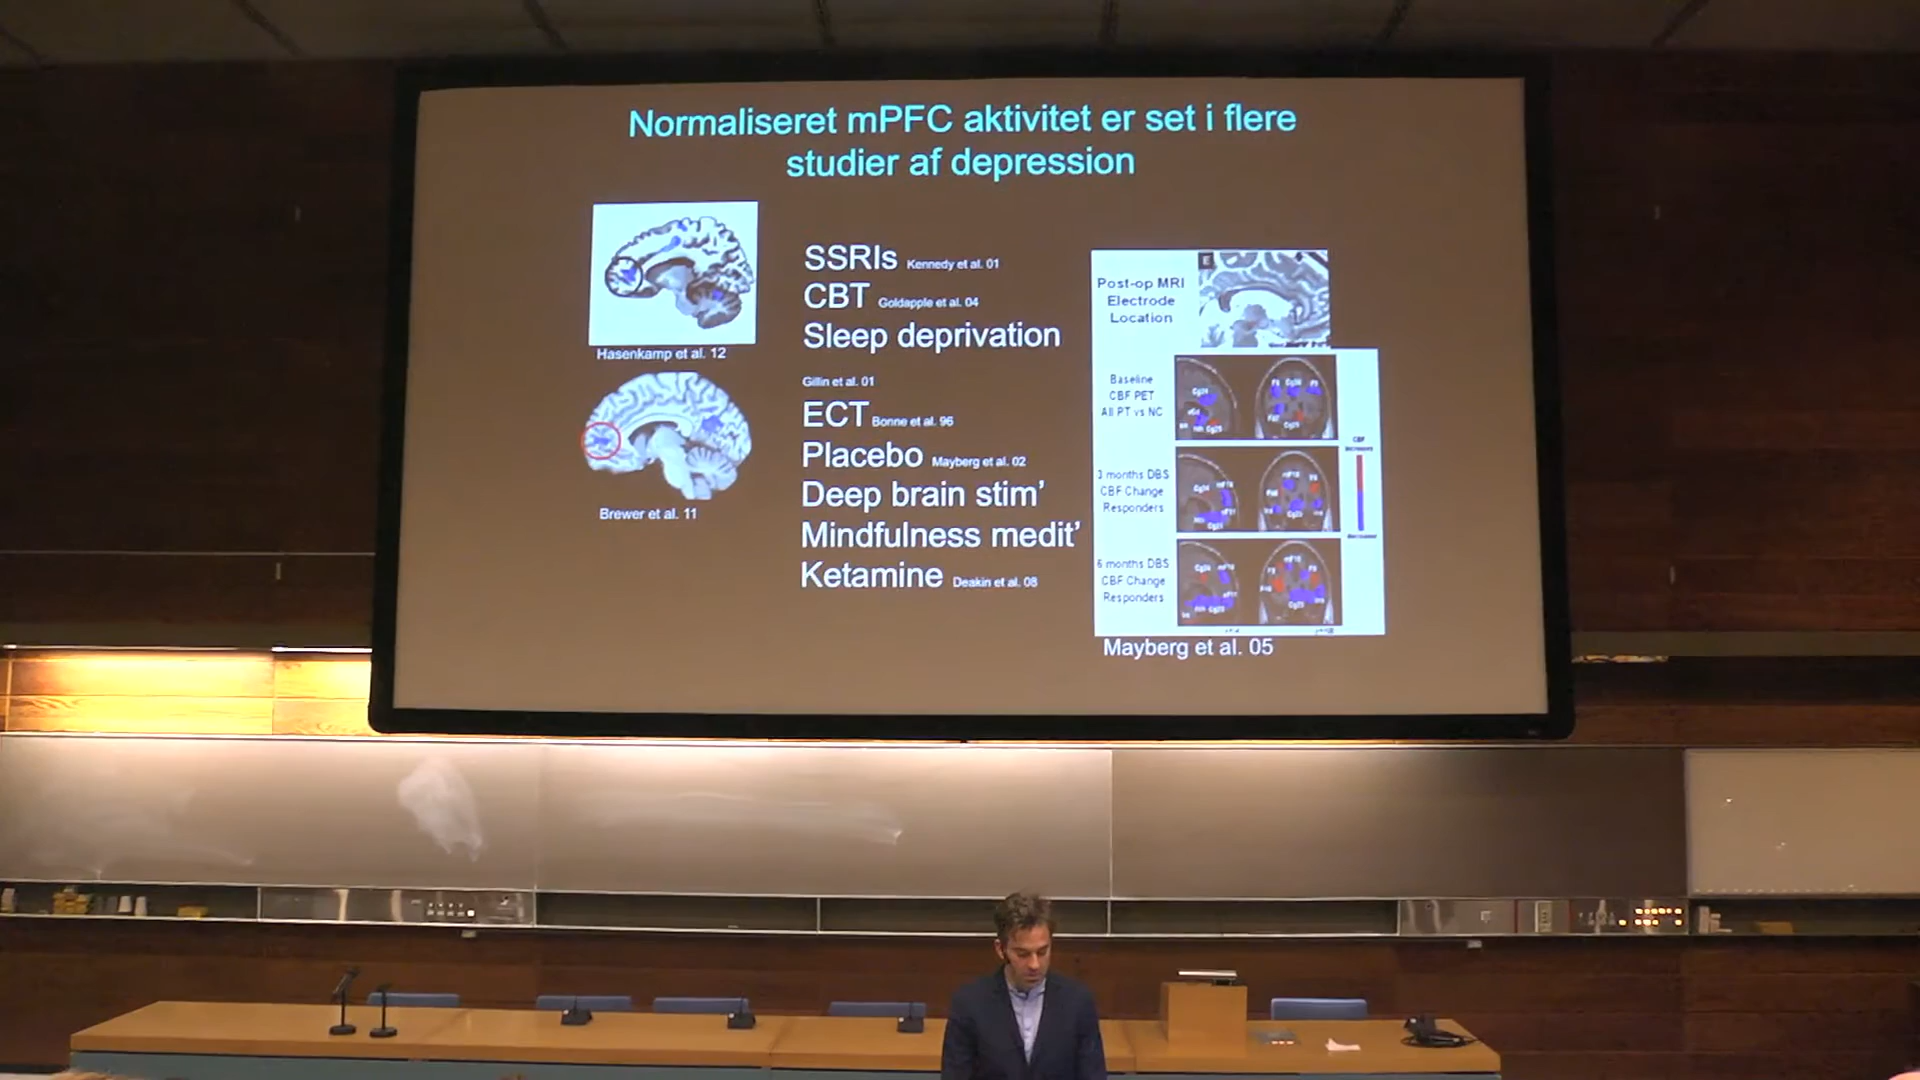 Normaliseret mPFC aktivitet er set i flere
studier af depression
Hasenkamp et al. 12
Brewer et al. 11
SSRIs Kennedy et al. 01
CBT Goldapple et al. 04
Sleep deprivation
Gillin et al. 01
ECT Bonne et al. 96
Placebo Mayberg et al. 02
Deep brain stim’
Mindfulness medit’
Ketamine Deakin et al. 08
E
Post-op MRI
Electrode
Location
Baseline
CBF PET
All PT vs NC
3 months DBS
CBF Change
Responders
6 months DBS
CBF Change
Responders
CBF
Mayberg et al. 05